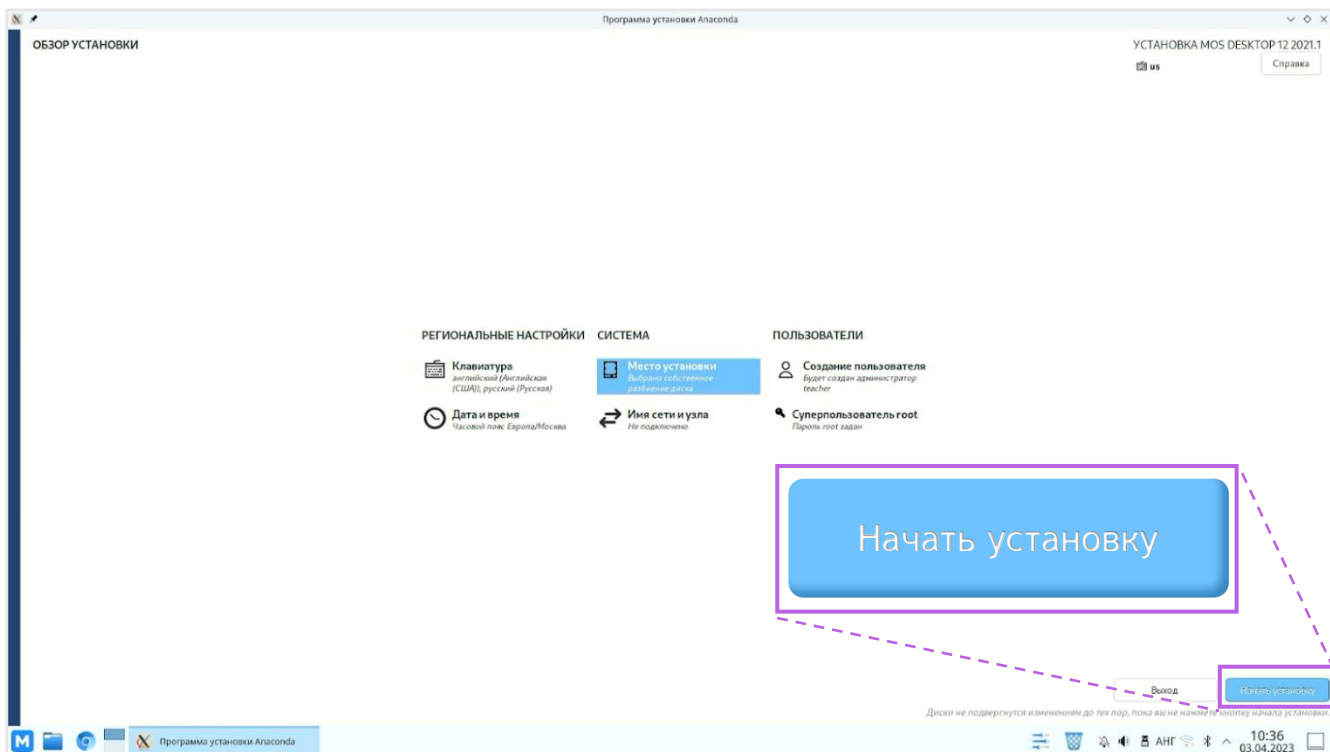 Программа установки Anaconda
ОБЗОР УСТАНОВКИ
УСТАНОВКА MOS DESKTOP 12 2021.1
us
Справка
РЕГИОНАЛЬНЫЕ НАСТРОЙКИ
Клавиатура
английский (Английская
(США)), русский (Русская)
Дата и время
Часовой пояс Европа/Москва
СИСТЕМА
Место установки
Выбрано собственное
разбиение диска
Имя сети и узла
Не подключено
ПОЛЬЗОВАТЕЛИ
Создание пользователя
Будет создан администратор
teacher
Суперпользователь root
Пароль root задан
Начать установку
Выход
Начать установку
Диски не подвергнутся изменениям до тех пор, пока вы не нажмёте кнопку начала установки.
M
Программа установки Anaconda
АНГ
10:36
03.04.2023